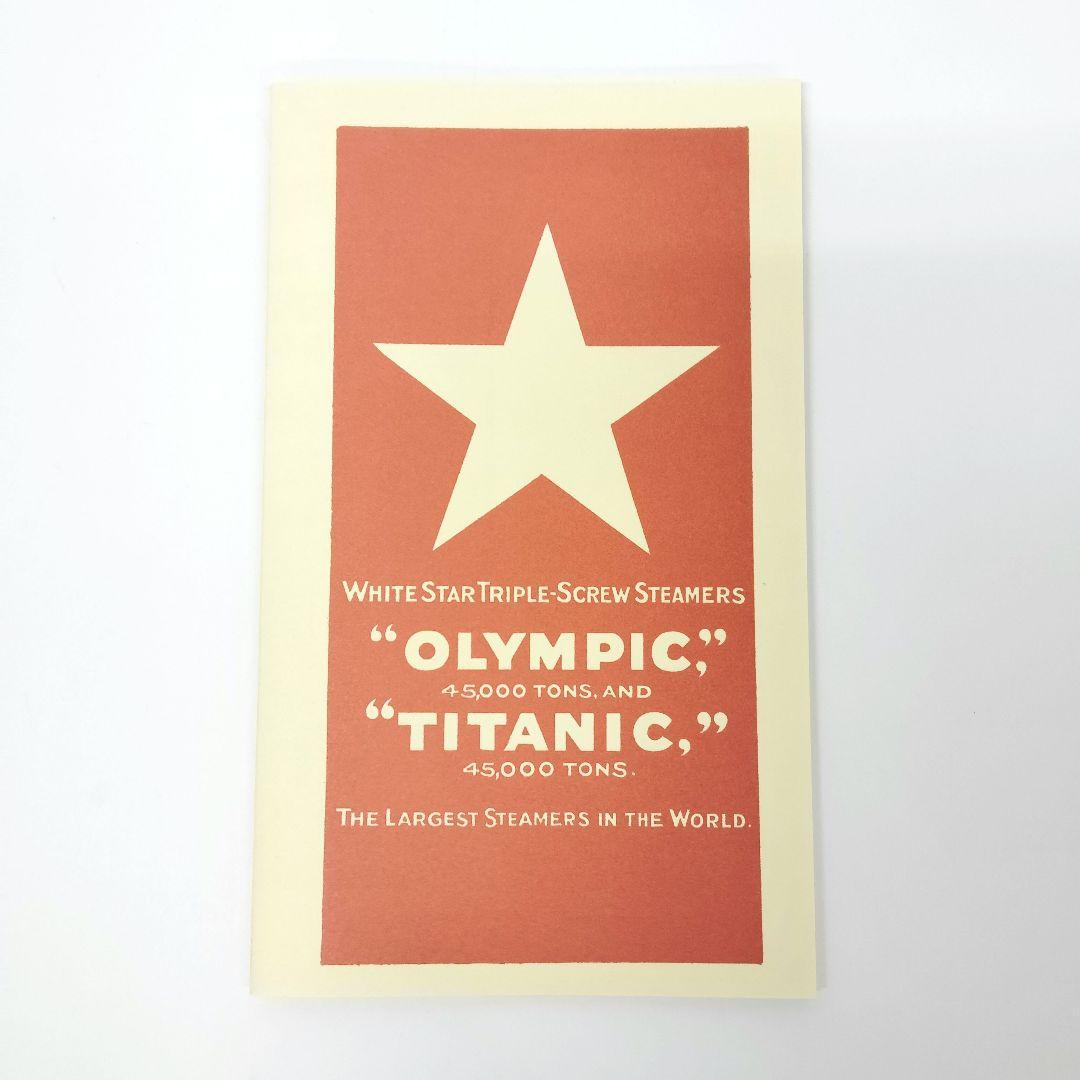 White Star Triple-Screw Steamers
“OLYMPIC,”
45,000 TONS, AND
“TITANIC,”
45,000 TONS.
The Largest Steamers in the World.